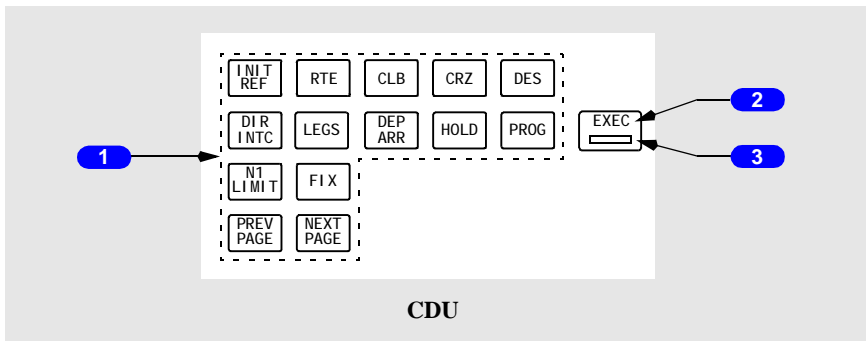 INIT
REF
RTE
CLB
CRZ
DES
DIR
INTC
LEGS
DEP
ARR
HOLD
PROG
EXEC
2
3
1
N1
LIMIT
FIX
PREV
PAGE
NEXT
PAGE
CDU